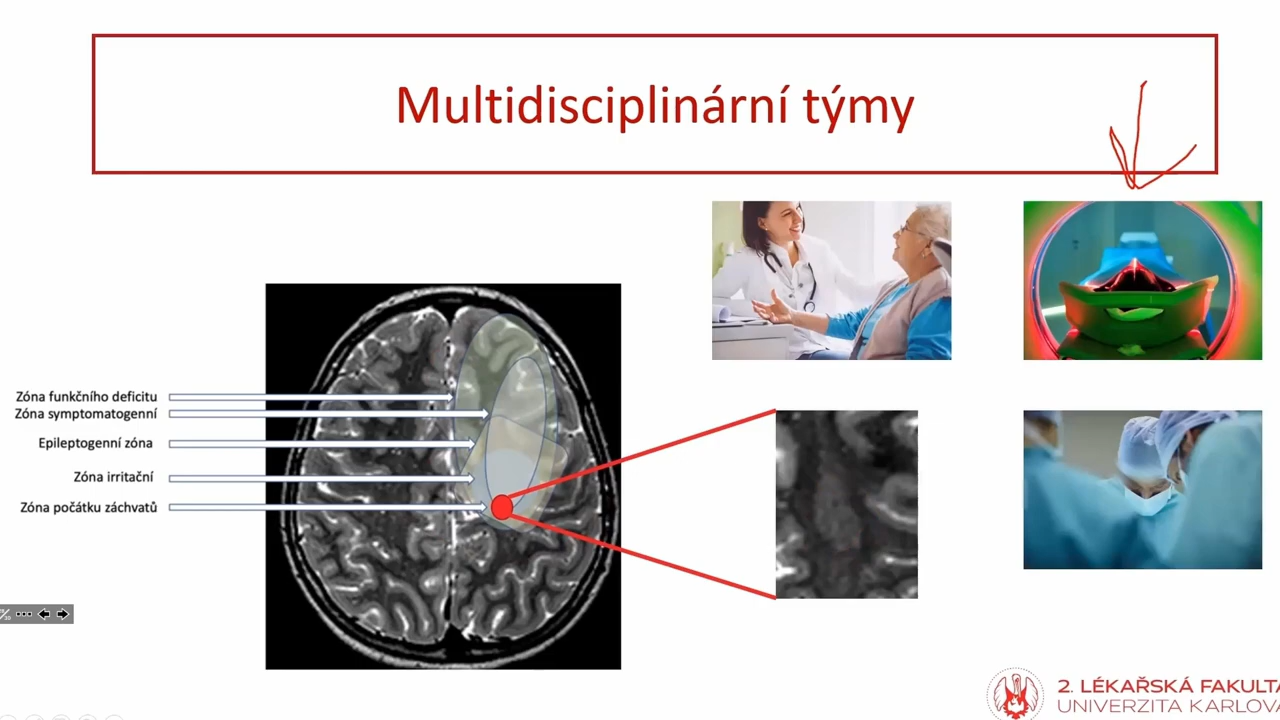 Multidisciplinární týmy
Zóna funkčního deficitu
Zóna symptomatogenní
Epileptogenní zóna
Zóna irritační
Zóna počátku záchvatů
2. LÉKAŘSKÁ FAKULTA
UNIVERZITA KARLOVA